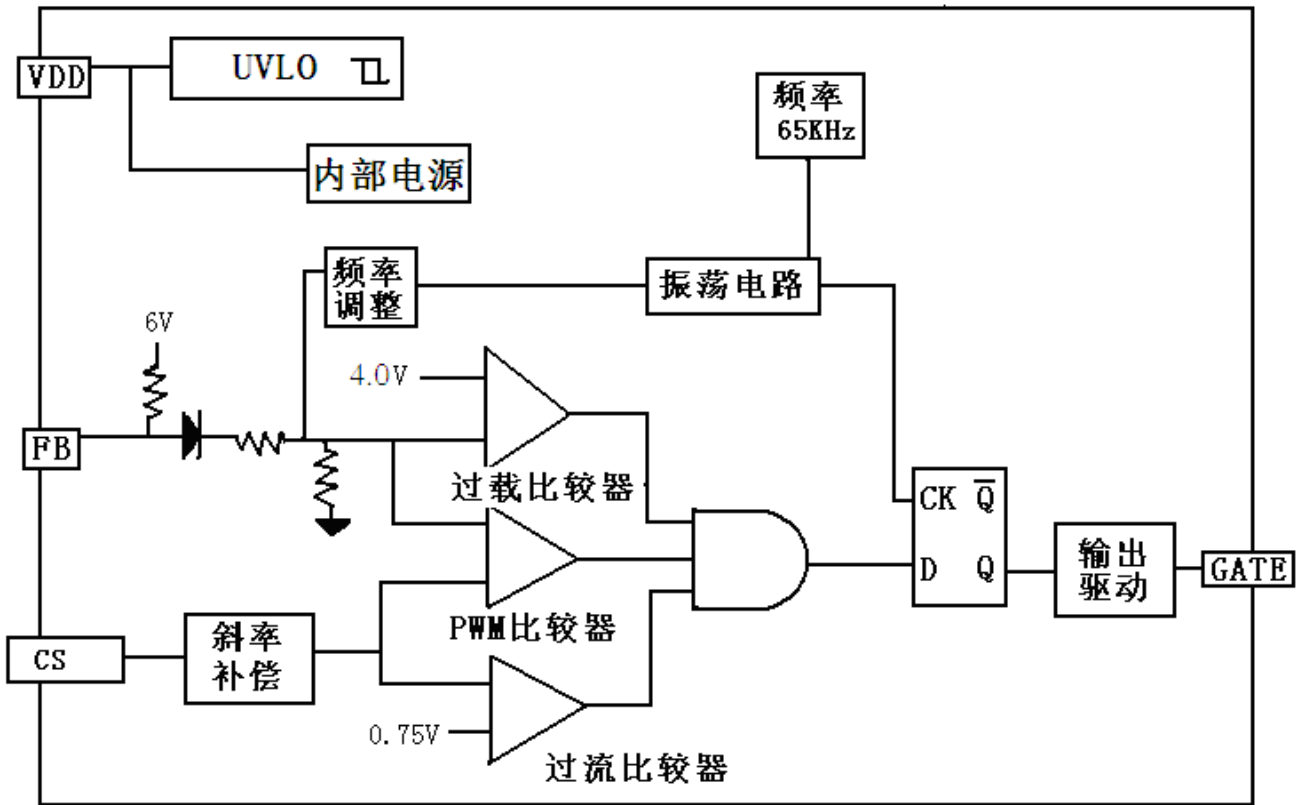 VDD
UVLO
频率
65KHz
内部电源
频率
调整
振荡电路
6V
4.0V
FB
过载比较器
CK Q̅
D Q
输出
驱动
GATE
PWM比较器
CS
斜率
补偿
0.75V
过流比较器